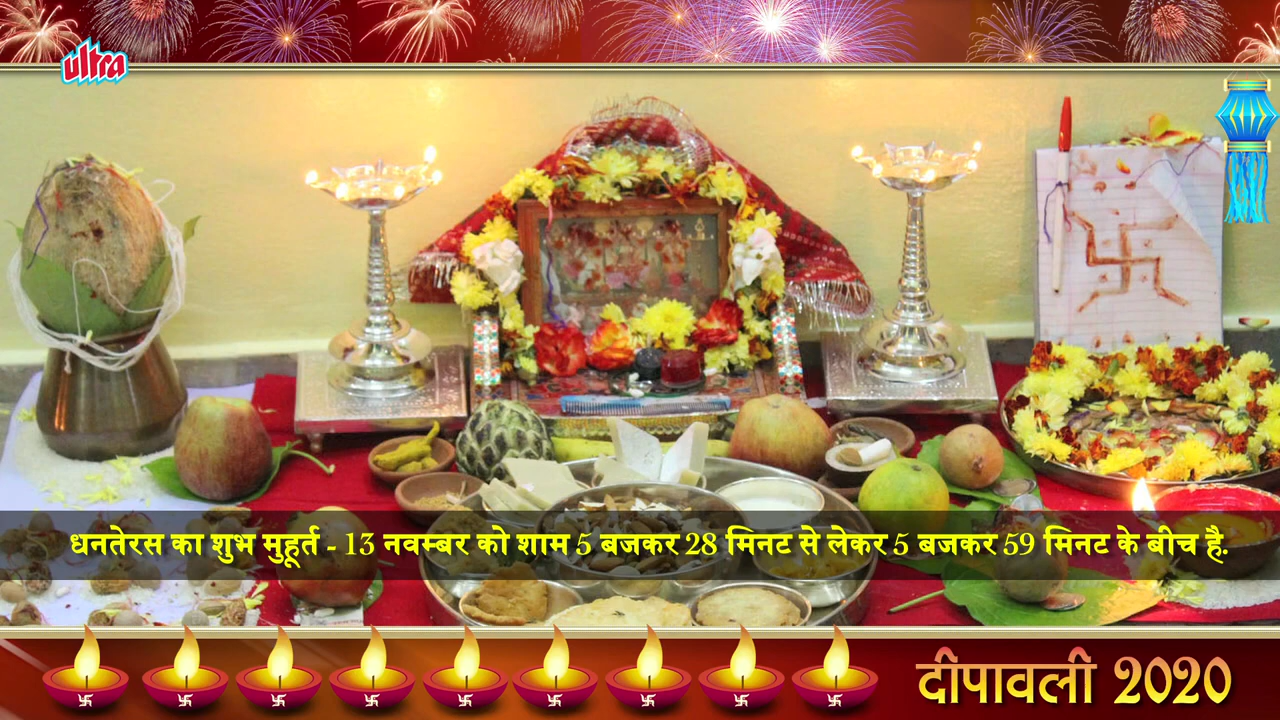 ultra
धनतेरस का शुभ मुहूर्त - 13 नवम्बर को शाम 5 बजकर 28 मिनट से लेकर 5 बजकर 59 मिनट के बीच है.
दीपावली 2020